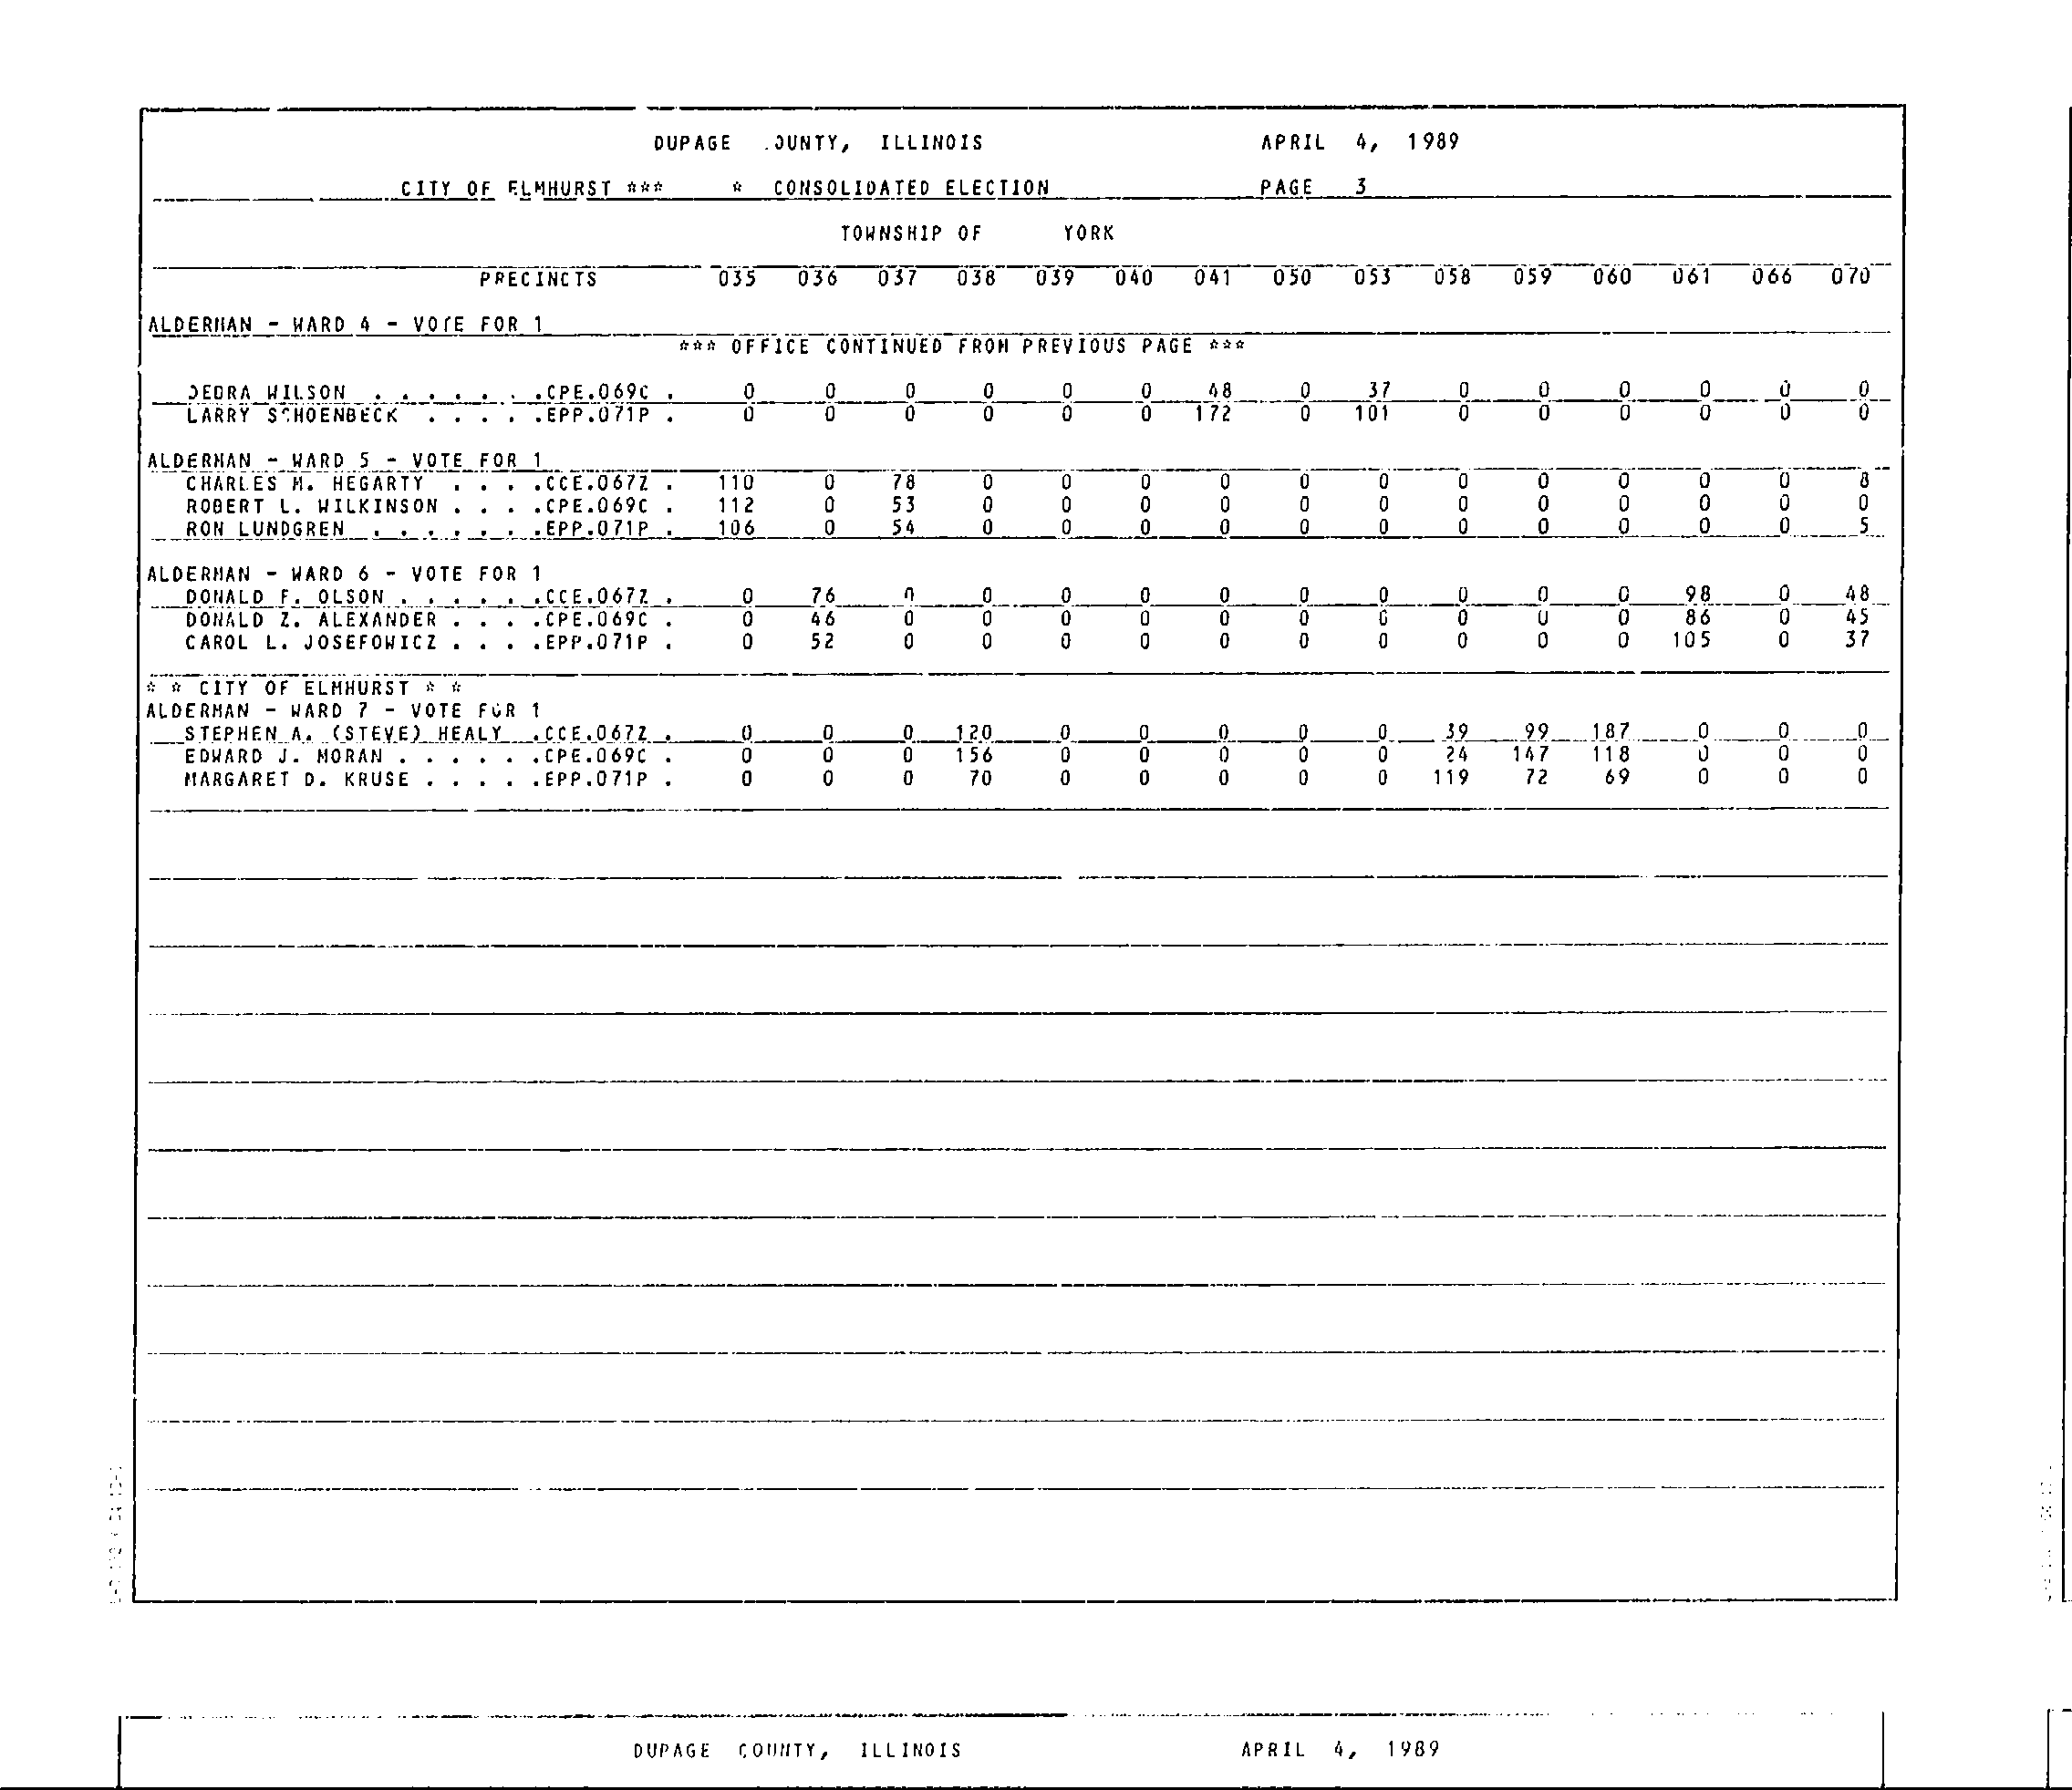 DUPAGE .OUNTY, ILLINOIS APRIL 4, 1989
CITY OF ELMHURST *** * CONSOLIDATED ELECTION PAGE 3
TOWNSHIP OF YORK
PRECINCTS 035 036 037 038 039 040 041 050 053 058 059 060 061 066 070
ALDERMAN - WARD 4 - VOTE FOR 1
*** OFFICE CONTINUED FROM PREVIOUS PAGE ***
DEBRA WILSON . . . . . . .CPE.069C . 0 0 0 0 0 0 48 0 37 0 0 0 0 0 0
LARRY SCHOENBECK . . . . .EPP.071P . 0 0 0 0 0 0 172 0 101 0 0 0 0 0 0
ALDERMAN - WARD 5 - VOTE FOR 1
CHARLES M. HEGARTY . . . .CCE.067Z . 110 0 78 0 0 0 0 0 0 0 0 0 0 0 8
ROBERT L. WILKINSON . . . .CPE.069C . 112 0 53 0 0 0 0 0 0 0 0 0 0 0 0
RON LUNDGREN . . . . . . .EPP.071P . 106 0 54 0 0 0 0 0 0 0 0 0 0 0 5
ALDERMAN - WARD 6 - VOTE FOR 1
DONALD F. OLSON . . . . . .CCE.067Z . 0 76 0 0 0 0 0 0 0 0 0 0 98 0 48
DONALD Z. ALEXANDER . . . .CPE.069C . 0 46 0 0 0 0 0 0 0 0 0 0 86 0 45
CAROL L. JOSEFOWICZ . . . .EPP.071P . 0 52 0 0 0 0 0 0 0 0 0 0 105 0 37
* * CITY OF ELMHURST * *
ALDERMAN - WARD 7 - VOTE FOR 1
STEPHEN A. (STEVE) HEALY .CCE.067Z . 0 0 0 120 0 0 0 0 0 39 99 187 0 0 0
EDWARD J. MORAN . . . . . .CPE.069C . 0 0 0 156 0 0 0 0 0 24 147 118 0 0 0
MARGARET D. KRUSE . . . . .EPP.071P . 0 0 0 70 0 0 0 0 0 119 72 69 0 0 0
DUPAGE COUNTY, ILLINOIS APRIL 4, 1989